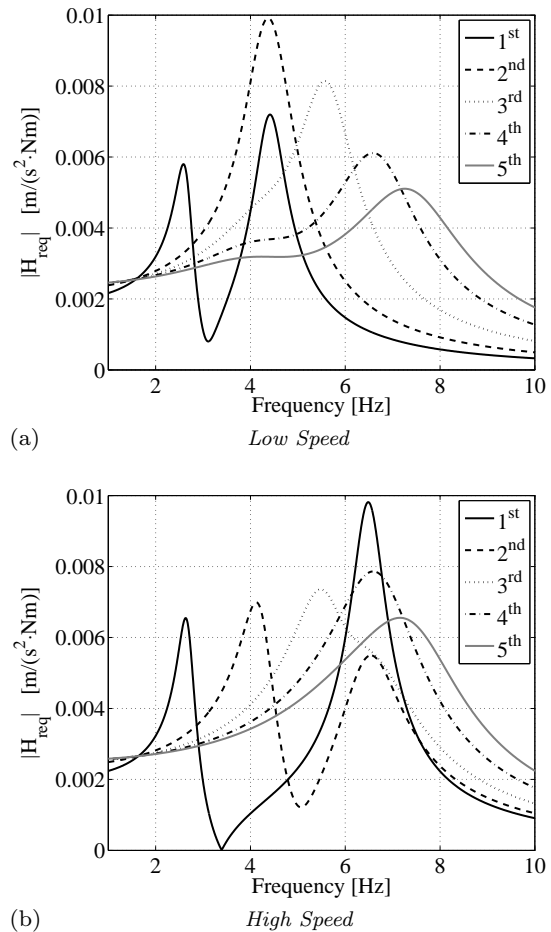 0.01
0.008
0.006
0.004
0.002
0
|H_req| [m/(s²·Nm)]
1st
2nd
3rd
4th
5th
2 4 6 8 10
Frequency [Hz]
(a) Low Speed
0.01
0.008
0.006
0.004
0.002
0
|H_req| [m/(s²·Nm)]
1st
2nd
3rd
4th
5th
2 4 6 8 10
Frequency [Hz]
(b) High Speed